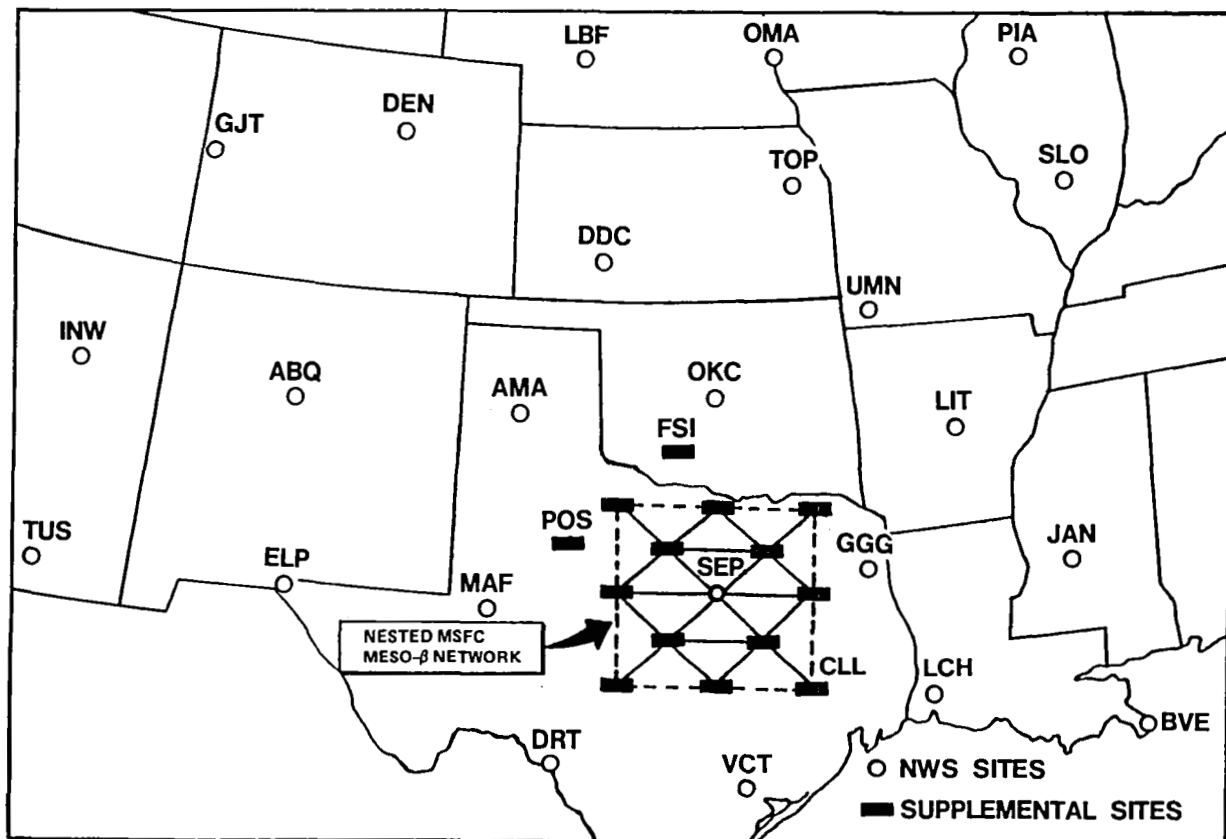 LBF
OMA
PIA
DEN
GJT
TOP
SLO
DDC
UMN
INW
ABQ
AMA
OKC
LIT
FSI
POS
TUS
ELP
MAF
SEP
GGG
JAN
NESTED MSFC
MESO-β NETWORK
CLL
LCH
BVE
DRT
VCT
NWS SITES
SUPPLEMENTAL SITES